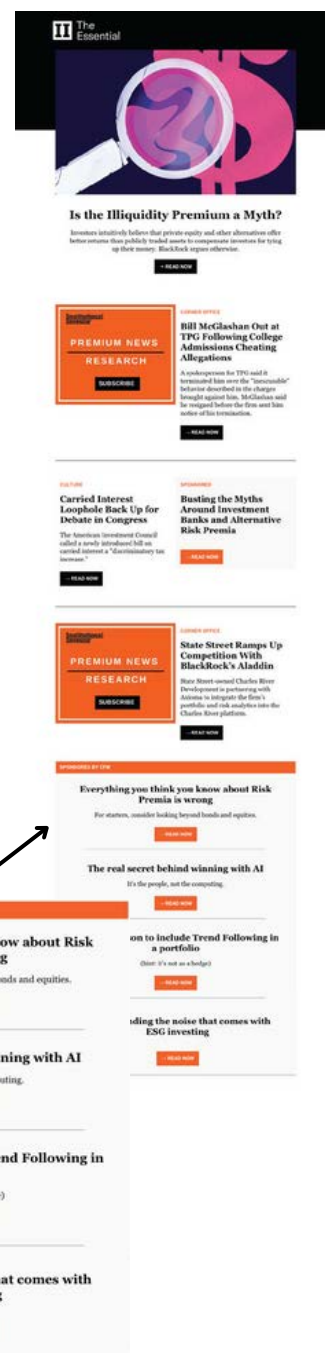 II The
Essential
Is the Illiquidity Premium a Myth?
Investors intuitively believe that private equity and other alternatives offer
better returns than publicly traded assets to compensate investors for tying
up their money. BlackRock argues otherwise.
READ NOW
Institutional
Investor
PREMIUM NEWS
RESEARCH
SUBSCRIBE
CORNER OFFICE
Bill McGlashan Out at
TPG Following College
Admissions Cheating
Allegations
A spokesperson for TPG said it
terminated him over the "inexcusable"
behavior described in the charges
brought against him. McGlashan said
he resigned before the firm sent him
notice of his termination.
READ NOW
CULTURE
Carried Interest
Loophole Back Up for
Debate in Congress
The American Investment Council
called a newly introduced bill on
carried interest a "discriminatory tax
increase."
READ NOW
SPONSORED
Busting the Myths
Around Investment
Banks and Alternative
Risk Premia
READ NOW
Institutional
Investor
PREMIUM NEWS
RESEARCH
SUBSCRIBE
CORNER OFFICE
State Street Ramps Up
Competition With
BlackRock's Aladdin
State Street-owned Charles River
Development is partnering with
Axioma to integrate the firm's
portfolio and risk analytics into the
Charles River platform.
READ NOW
SPONSORED BY CFM
Everything you think you know about Risk
Premia is wrong
For starters, consider looking beyond bonds and equities.
READ NOW
The real secret behind winning with AI
It's the people, not the computing.
READ NOW
on to include Trend Following in
a portfolio
(hint: it's not as a hedge)
READ NOW
ding the noise that comes with
ESG investing
READ NOW
ow about Risk
g
onds and equities.
ning with AI
uting.
nd Following in
e)
at comes with
g